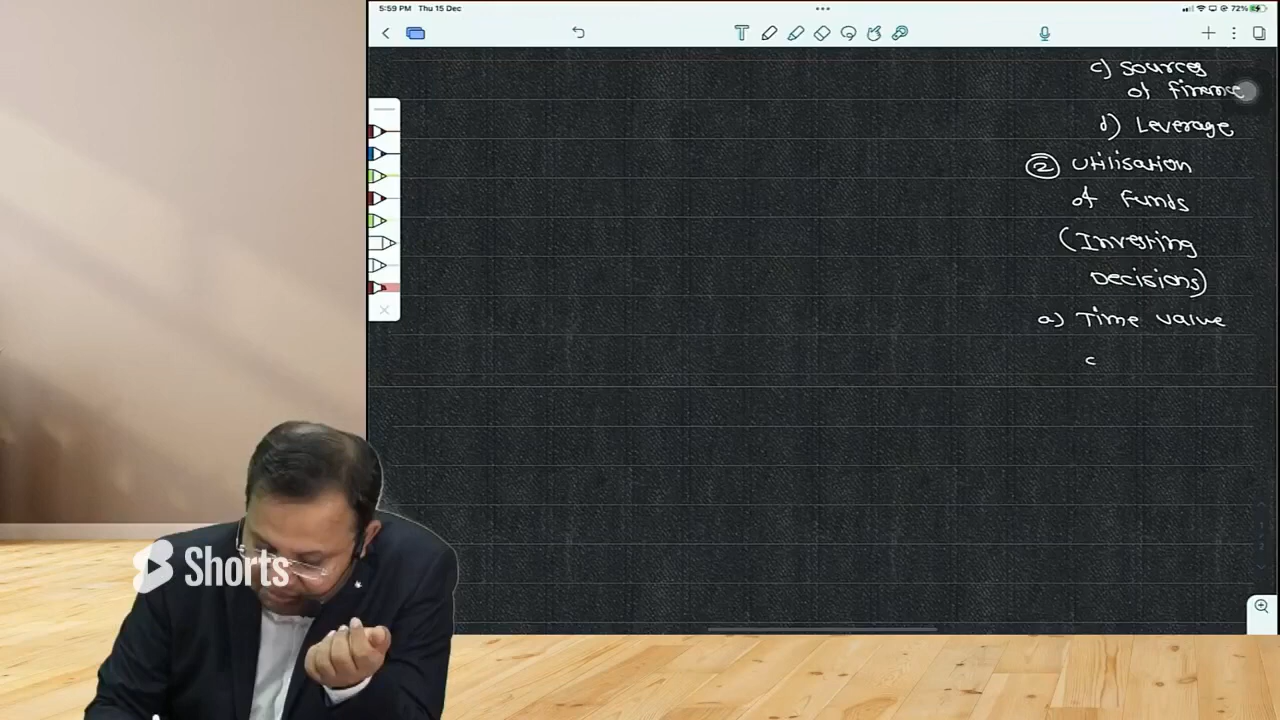 5:59 PM Thu 15 Dec
72%
T
c) Sources
of finance
d) Leverage
② Utilisation
of Funds
(Investing
Decisions)
a) Time value
Shorts